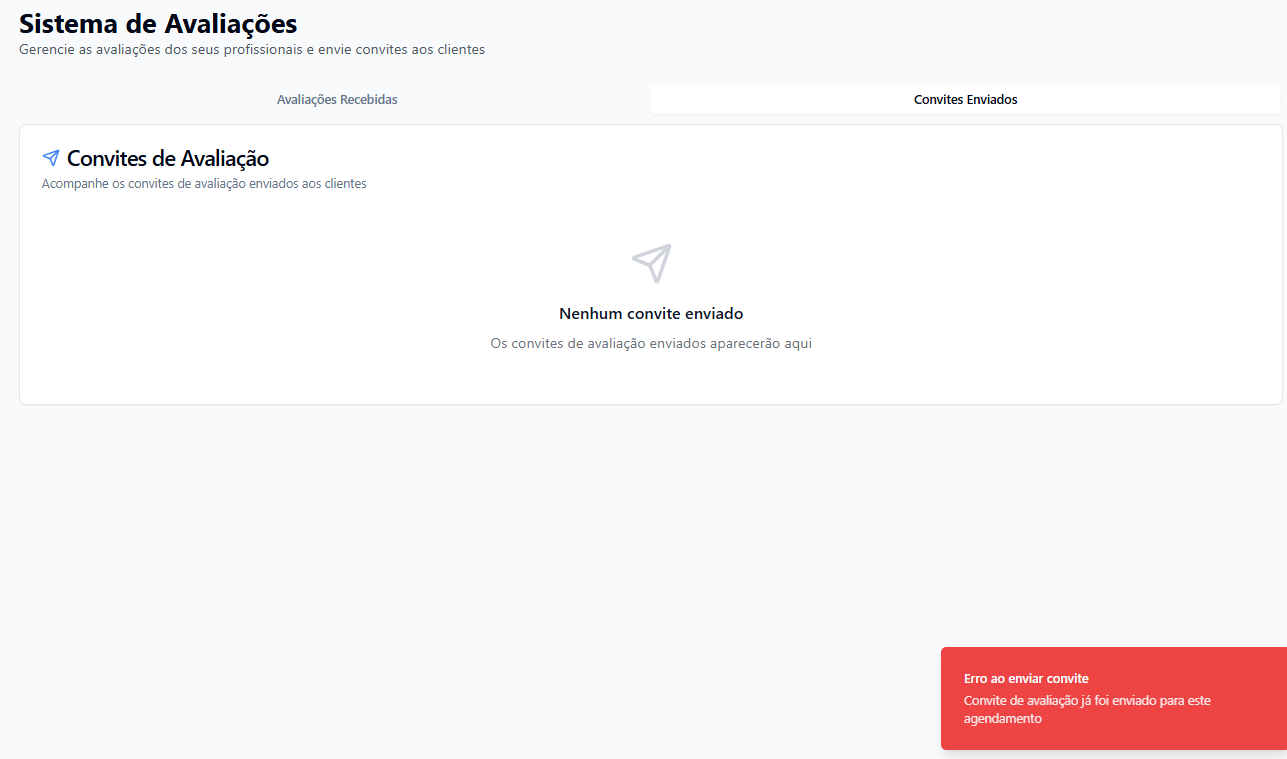 Sistema de Avaliações
Gerencie as avaliações dos seus profissionais e envie convites aos clientes
Avaliações Recebidas
Convites Enviados
Convites de Avaliação
Acompanhe os convites de avaliação enviados aos clientes
Nenhum convite enviado
Os convites de avaliação enviados aparecerão aqui
Erro ao enviar convite
Convite de avaliação já foi enviado para este
agendamento